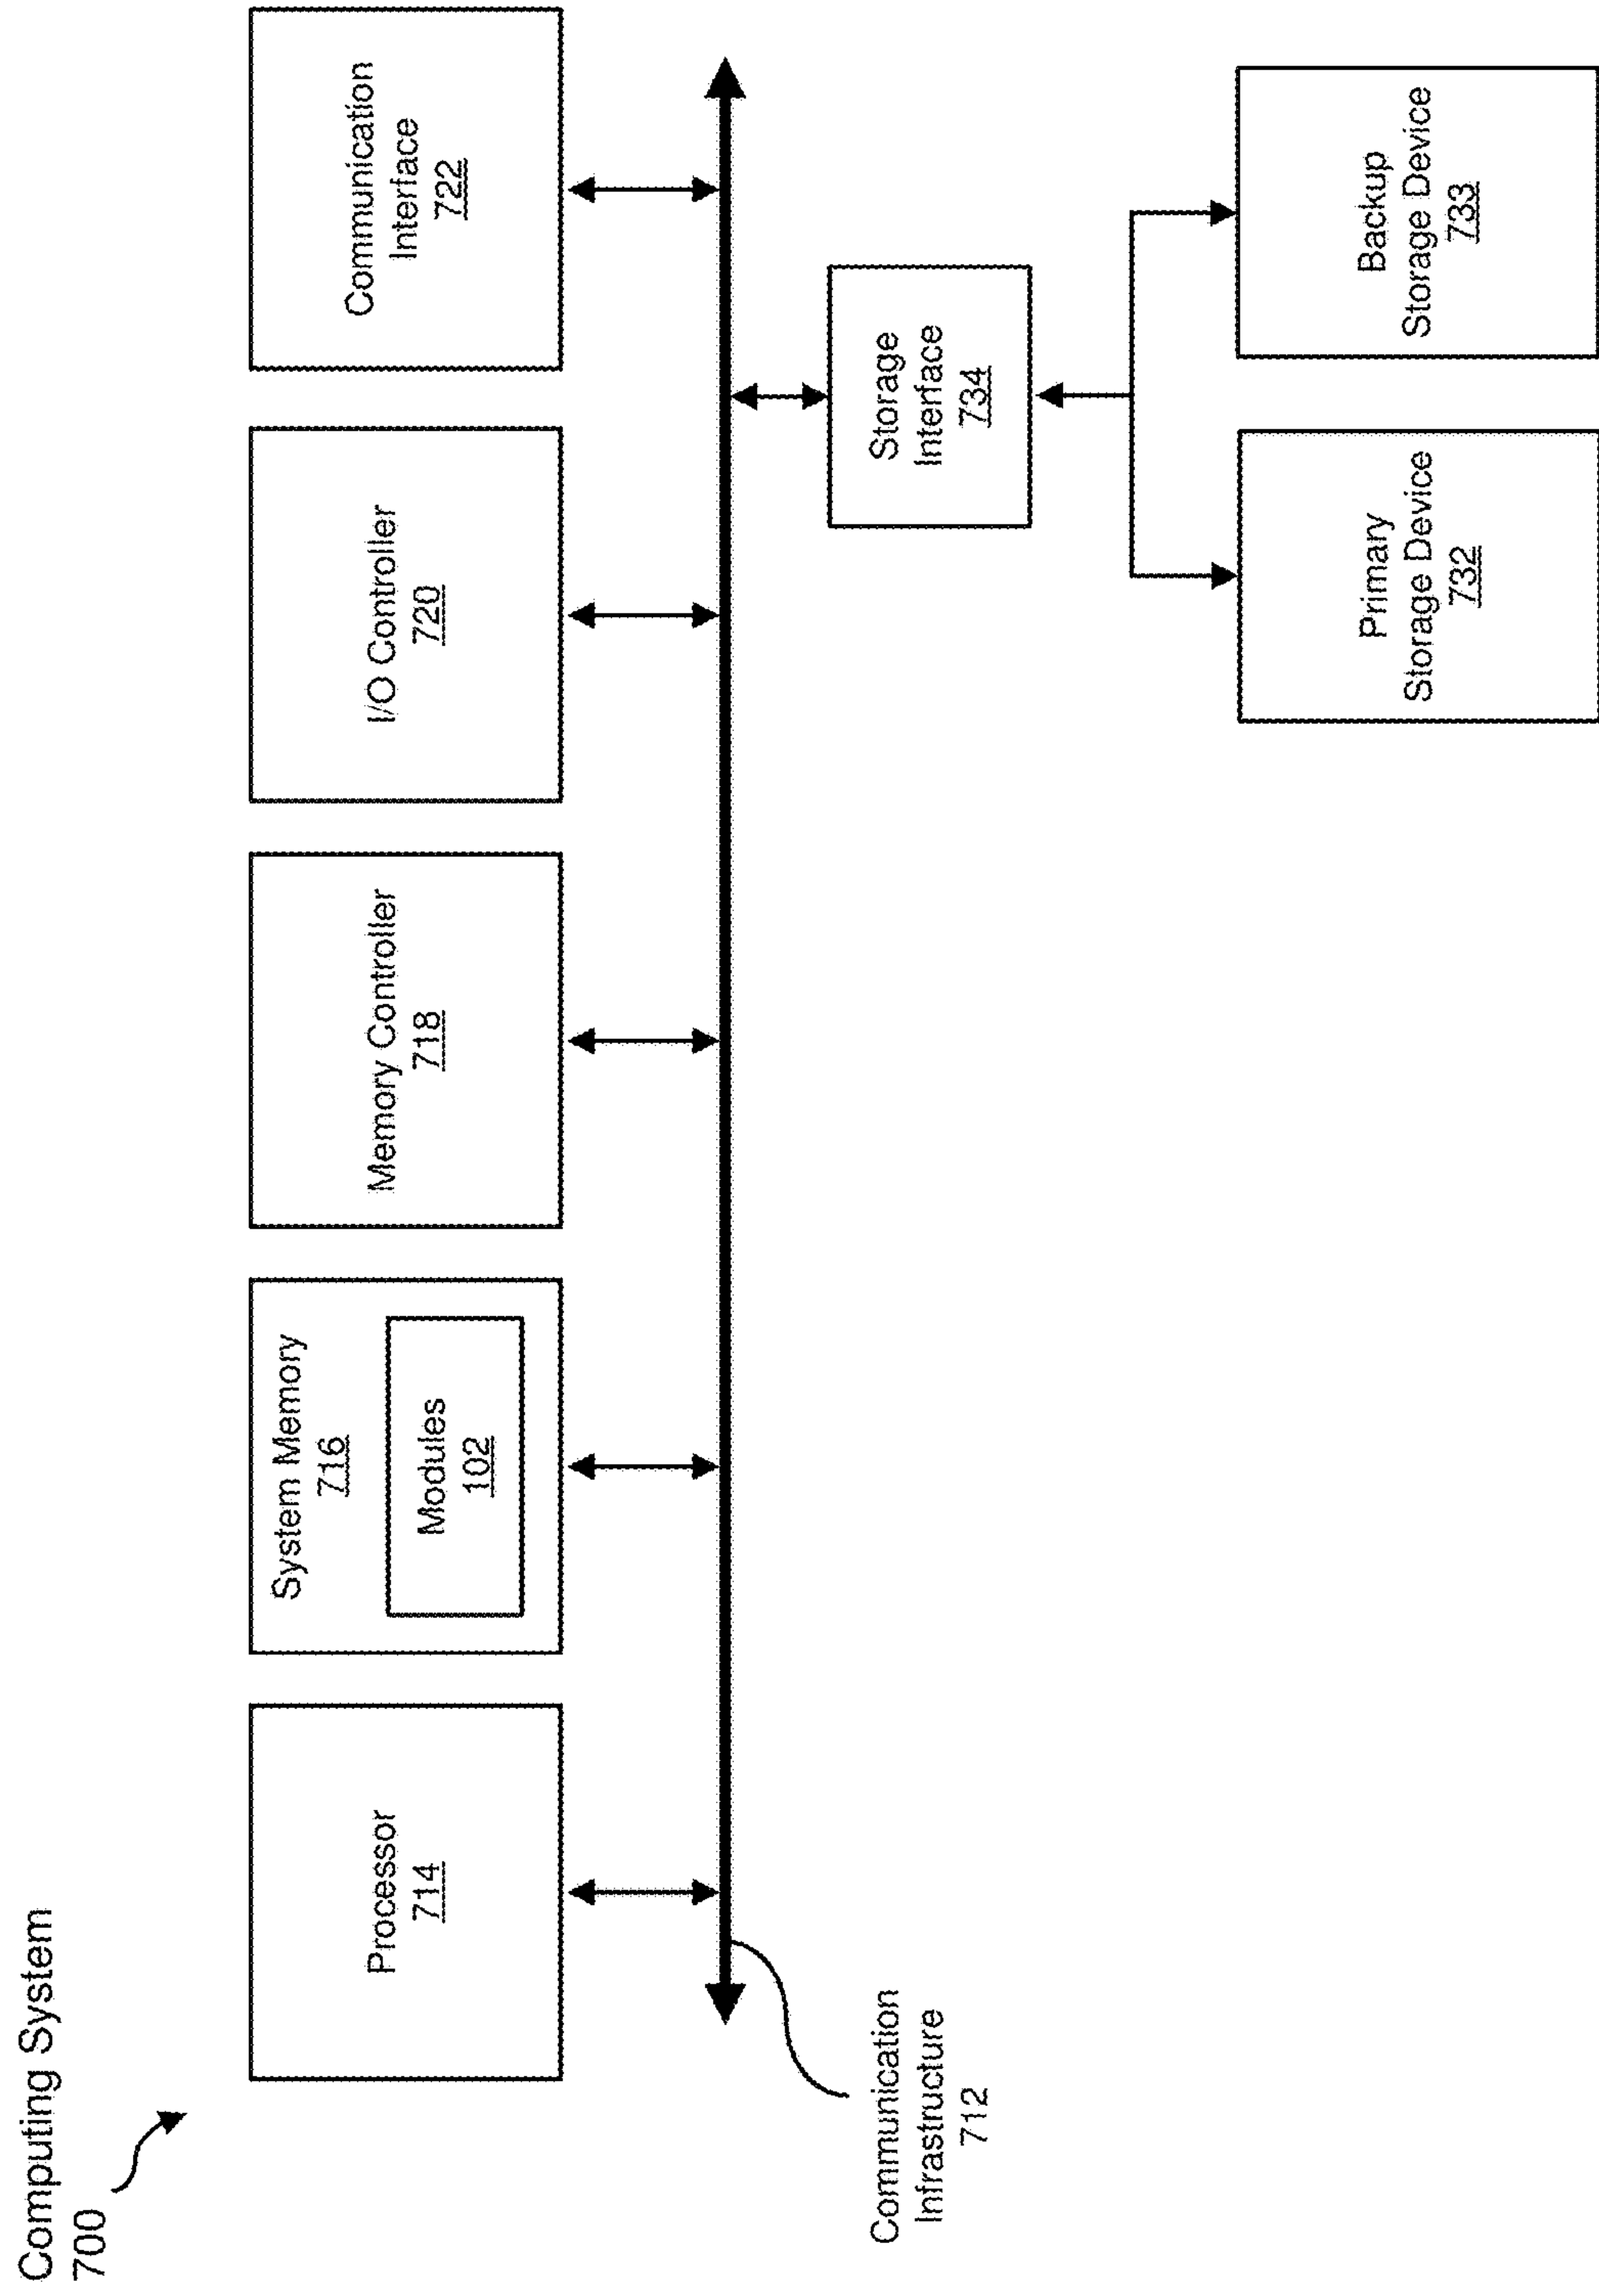 Computing System
700
Processor
714
System Memory
716
Modules
102
Memory Controller
718
I/O Controller
720
Communication
Interface
722
Communication
Infrastructure
712
Storage
Interface
734
Primary
Storage Device
732
Backup
Storage Device
733